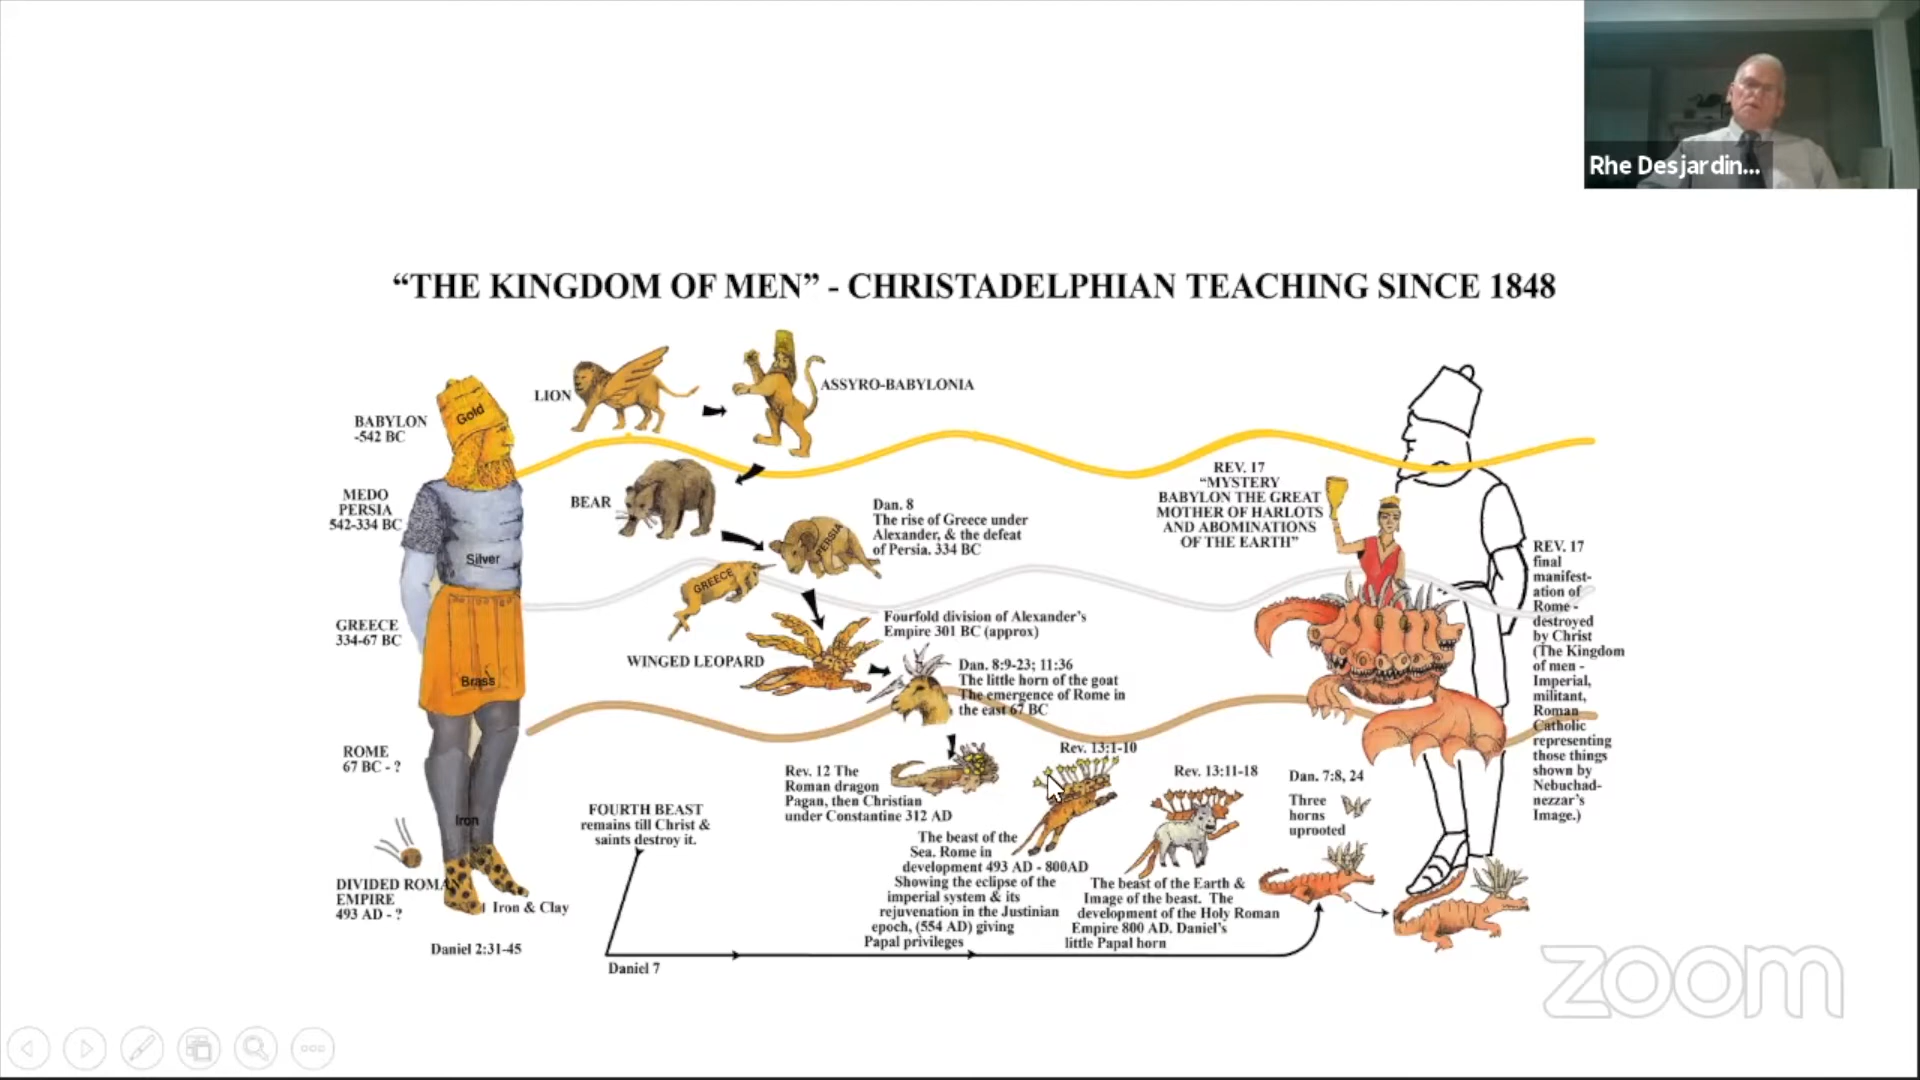 Rhe Desjardin...
“THE KINGDOM OF MEN” - CHRISTADELPHIAN TEACHING SINCE 1848
LION
ASSYRO-BABYLONIA
Gold
BABYLON
-542 BC
BEAR
MEDO
PERSIA
542-334 BC
Silver
Dan. 8
The rise of Greece under
Alexander, & the defeat
of Persia. 334 BC
PERSIA
GREECE
REV. 17
“MYSTERY
BABYLON THE GREAT
MOTHER OF HARLOTS
AND ABOMINATIONS
OF THE EARTH”
GREECE
334-67 BC
Brass
WINGED LEOPARD
Fourfold division of Alexander’s
Empire 301 BC (approx)
Dan. 8:9-23; 11:36
The little horn of the goat
The emergence of Rome in
the east 67 BC
REV. 17
final
manifest-
ation of
Rome -
destroyed
by Christ
(The Kingdom
of men -
Imperial,
militant,
Roman
Catholic
representing
those things
shown by
Nebuchad-
nezzar’s
Image.)
ROME
67 BC - ?
Iron
FOURTH BEAST
remains till Christ &
saints destroy it.
Rev. 12 The
Roman dragon
Pagan, then Christian
under Constantine 312 AD
Rev. 13:1-10
The beast of the
Sea. Rome in
development 493 AD - 800AD
Showing the eclipse of the
imperial system & its
rejuvenation in the Justinian
epoch, (554 AD) giving
Papal privileges
Rev. 13:11-18
The beast of the Earth &
Image of the beast. The
development of the Holy Roman
Empire 800 AD. Daniel’s
little Papal horn
Dan. 7:8, 24
Three
horns
uprooted
DIVIDED ROMAN
EMPIRE
493 AD - ?
Iron & Clay
Daniel 2:31-45
Daniel 7
zoom